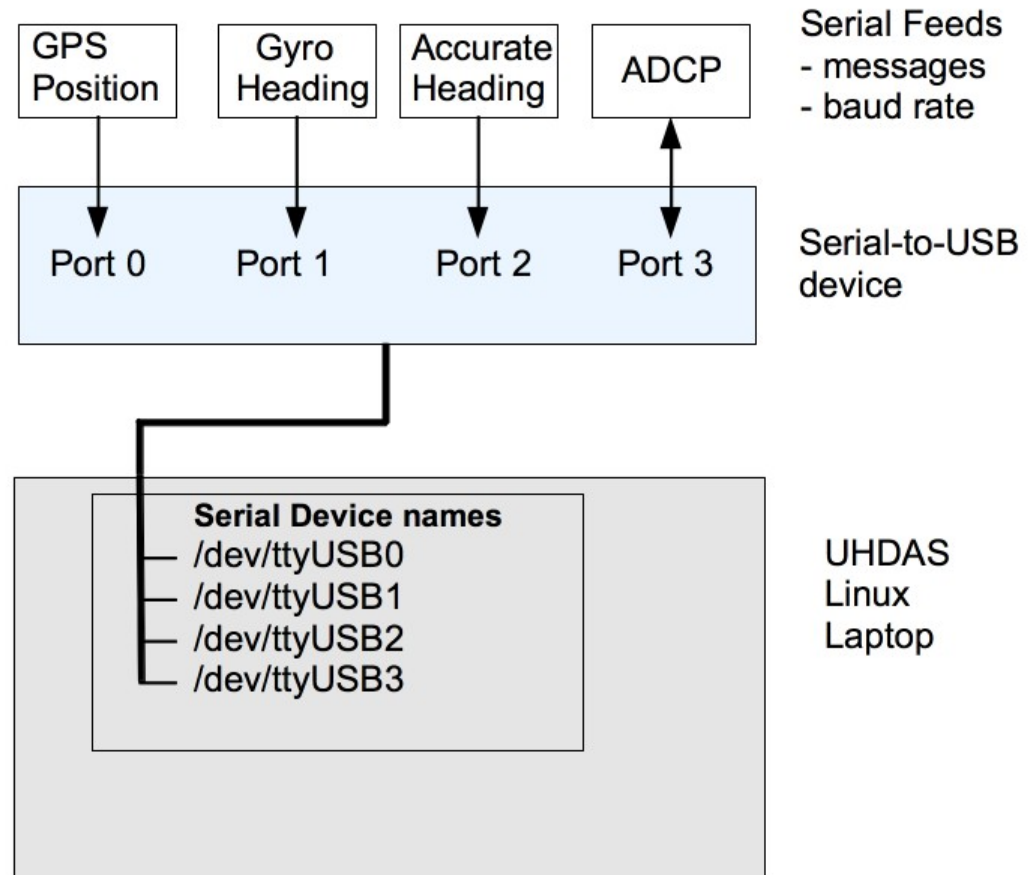 GPS
Position
Gyro
Heading
Accurate
Heading
ADCP
Serial Feeds
- messages
- baud rate
Port 0
Port 1
Port 2
Port 3
Serial-to-USB
device
Serial Device names
/dev/ttyUSB0
/dev/ttyUSB1
/dev/ttyUSB2
/dev/ttyUSB3
UHDAS
Linux
Laptop